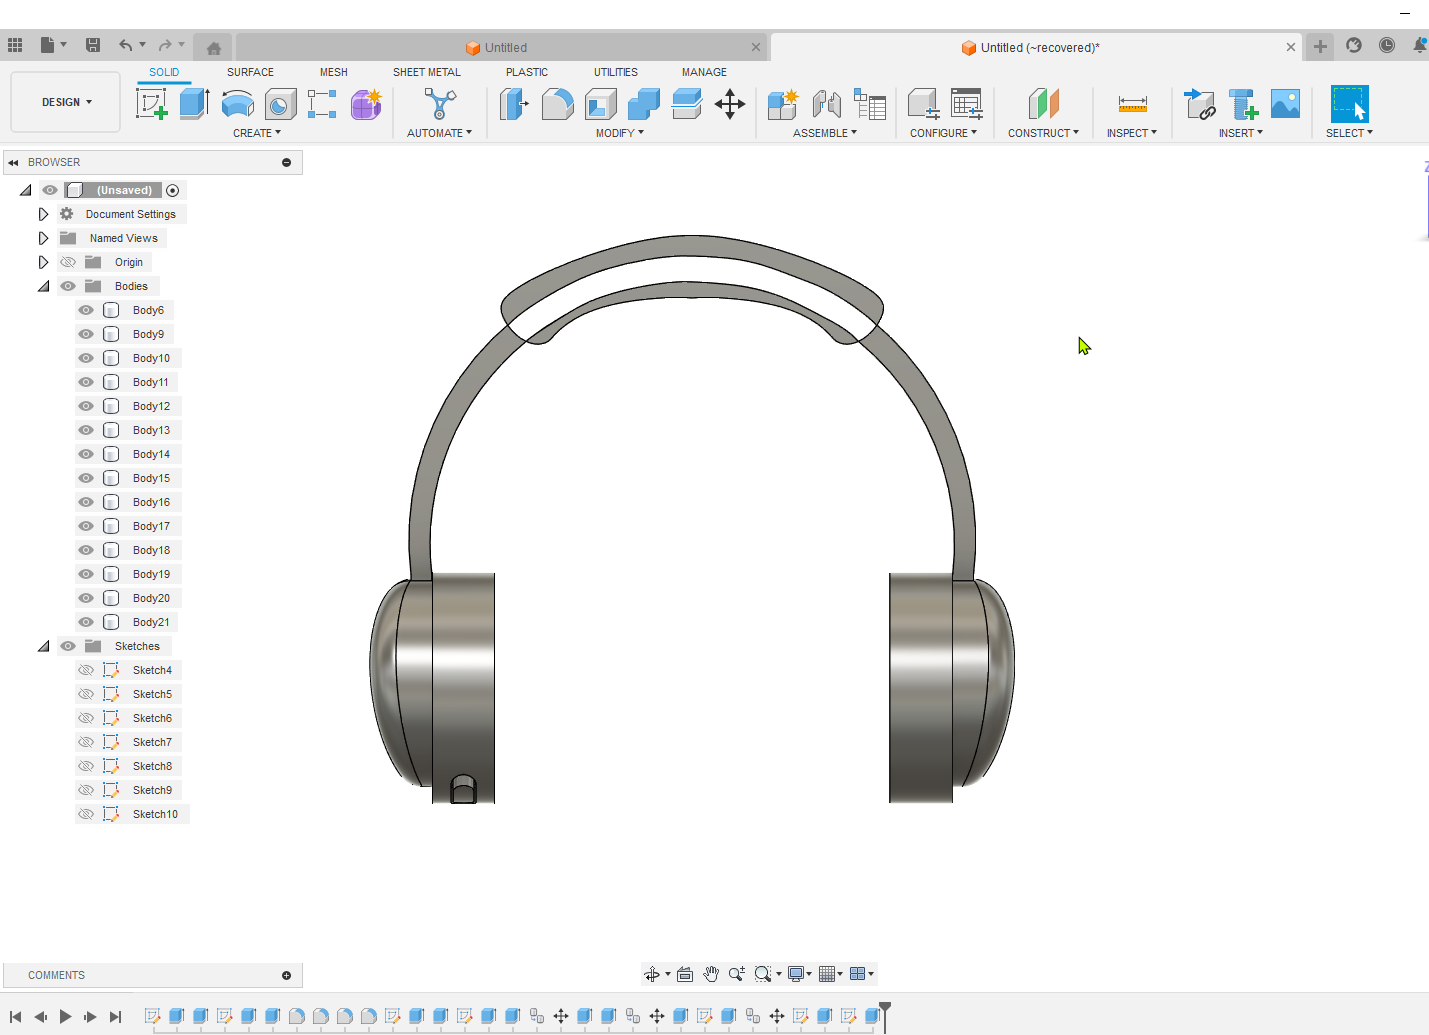 Untitled
Untitled (~recovered)*
DESIGN
SOLID
SURFACE
MESH
SHEET METAL
PLASTIC
UTILITIES
MANAGE
CREATE
AUTOMATE
MODIFY
ASSEMBLE
CONFIGURE
CONSTRUCT
INSPECT
INSERT
SELECT
BROWSER
(Unsaved)
Document Settings
Named Views
Origin
Bodies
Body6
Body9
Body10
Body11
Body12
Body13
Body14
Body15
Body16
Body17
Body18
Body19
Body20
Body21
Sketches
Sketch4
Sketch5
Sketch6
Sketch7
Sketch8
Sketch9
Sketch10
Z
COMMENTS